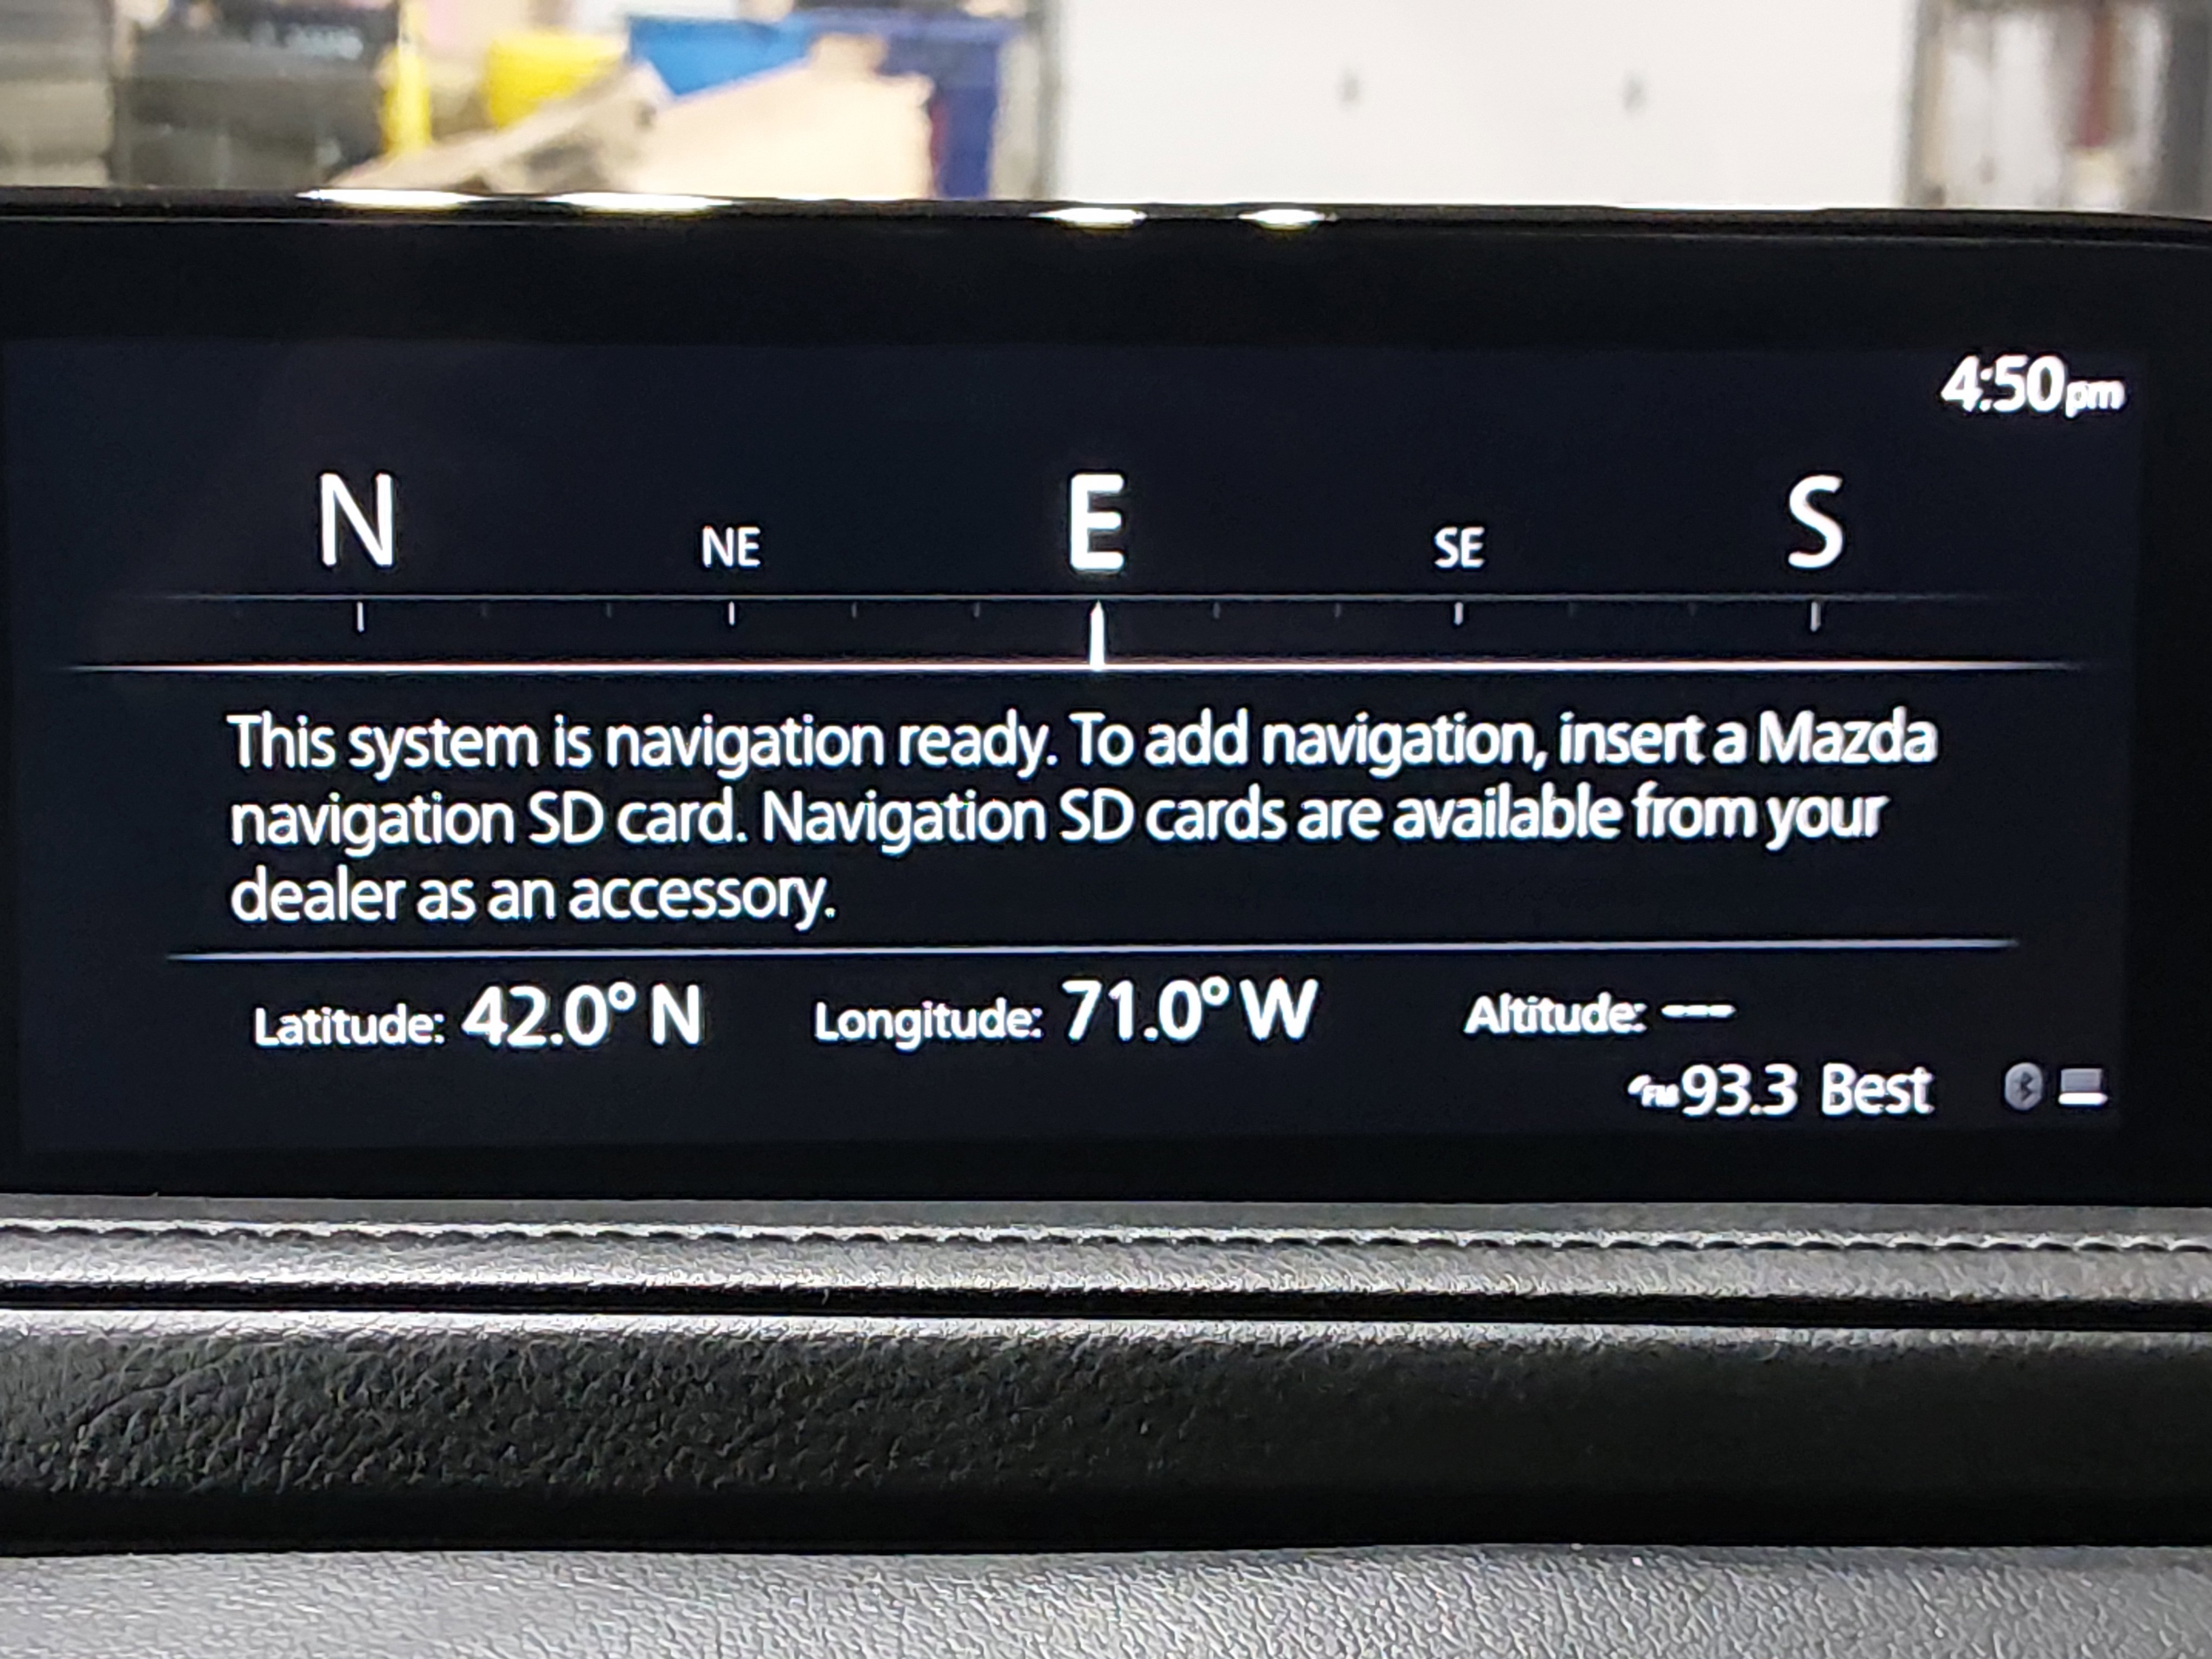 4:50pm
N NE E SE S
This system is navigation ready. To add navigation, insert a Mazda
navigation SD card. Navigation SD cards are available from your
dealer as an accessory.
Latitude: 42.0° N Longitude: 71.0° W Altitude: ---
FM 93.3 Best